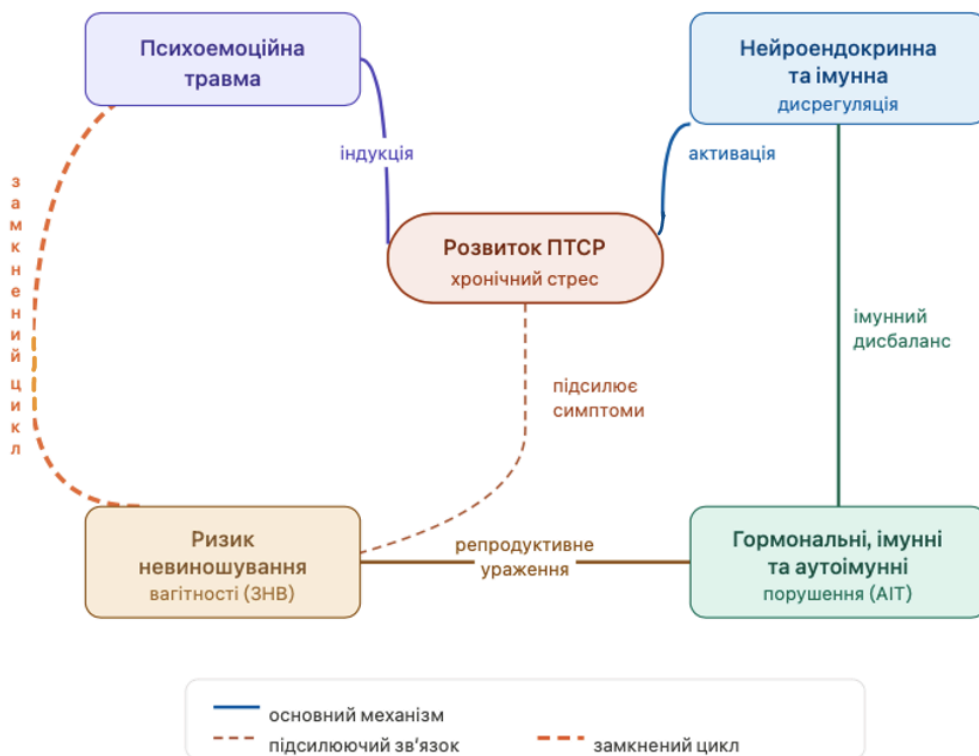 Психоемоційна
травма
Нейроендокринна
та імунна
дисрегуляція
індукція
активація
замкнений цикл
Розвиток ПТСР
хронічний стрес
імунний
дисбаланс
підсилює
симптоми
Ризик
невиношування
вагітності (ЗНВ)
репродуктивне
ураження
Гормональні, імунні
та аутоімунні
порушення (АІТ)
основний механізм
підсилюючий зв'язок
замкнений цикл